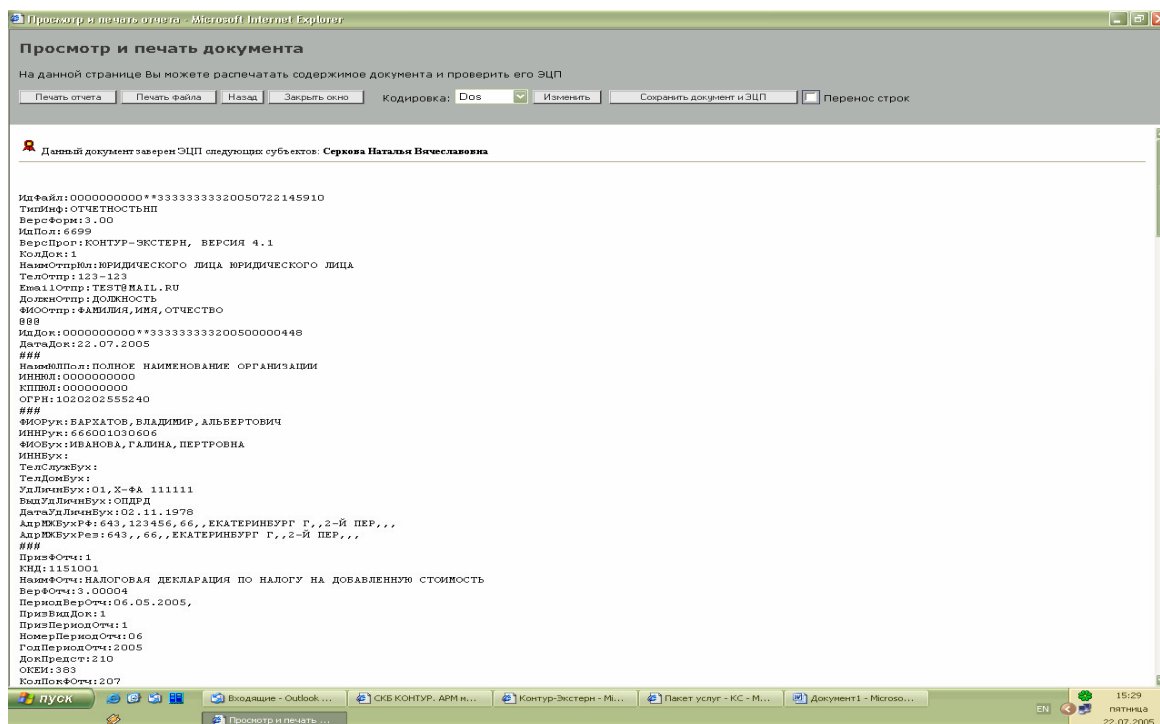 Просмотр и печать отчета - Microsoft Internet Explorer
Просмотр и печать документа
На данной странице Вы можете распечатать содержимое документа и проверить его ЭЦП
Печать отчета Печать файла Назад Закрыть окно Кодировка: Dos Изменить Сохранить документ и ЭЦП Перенос строк
Данный документ заверен ЭЦП следующих субъектов: Серкова Наталья Вячеславовна
ИдФайл:0000000000**33333333320050722145910
ТипИнф:ОТЧЕТНОСТЬНП
ВерсФорм:3.00
ИдПол:6699
ВерсПрог:КОНТУР-ЭКСТЕРН, ВЕРСИЯ 4.1
КолДок:1
НаимОтпрЮл:ЮРИДИЧЕСКОГО ЛИЦА ЮРИДИЧЕСКОГО ЛИЦА
ТелОтпр:123-123
EmailОтпр:TEST@MAIL.RU
ДолжнОтпр:ДОЛЖНОСТЬ
ФИООтпр:ФАМИЛИЯ,ИМЯ,ОТЧЕСТВО
@@@
ИдДок:0000000000**333333333200500000448
ДатаДок:22.07.2005
###
НаимЮЛПол:ПОЛНОЕ НАИМЕНОВАНИЕ ОРГАНИЗАЦИИ
ИННЮЛ:0000000000
КППЮЛ:000000000
ОГРН:1020202555240
###
ФИОРук:БАРХАТОВ,ВЛАДИМИР,АЛЬБЕРТОВИЧ
ИННРук:666001030606
ФИОБух:ИВАНОВА,ГАЛИНА,ПЕРТРОВНА
ИННБух:
ТелСлужБух:
ТелДомБух:
УдЛичнБух:01,X-ФА 111111
ВыдУдЛичнБух:ОПДРД
ДатаУдЛичнБух:02.11.1978
АдрМЖБухРФ:643,123456,66,,ЕКАТЕРИНБУРГ Г,,2-Й ПЕР,,,
АдрМЖБухРез:643,,66,,ЕКАТЕРИНБУРГ Г,,2-Й ПЕР,,,
###
ПризФОтч:1
КНД:1151001
НаимФОтч:НАЛОГОВАЯ ДЕКЛАРАЦИЯ ПО НАЛОГУ НА ДОБАВЛЕННУЮ СТОИМОСТЬ
ВерФОтч:3.00004
ПериодВерОтч:06.05.2005,
ПризВидДок:1
ПризПериодОтч:1
НомерПериодОтч:06
ГодПериодОтч:2005
ДокПредст:210
ОКЕИ:383
КолПокФОтч:207
пуск Входящие - Outlook ... СКБ КОНТУР. АРМ м... Контур-Экстерн - Mi... Пакет услуг - КС - M... Документ1 - Microso... 15:29
EN пятница
Просмотр и печать ... 22.07.2005